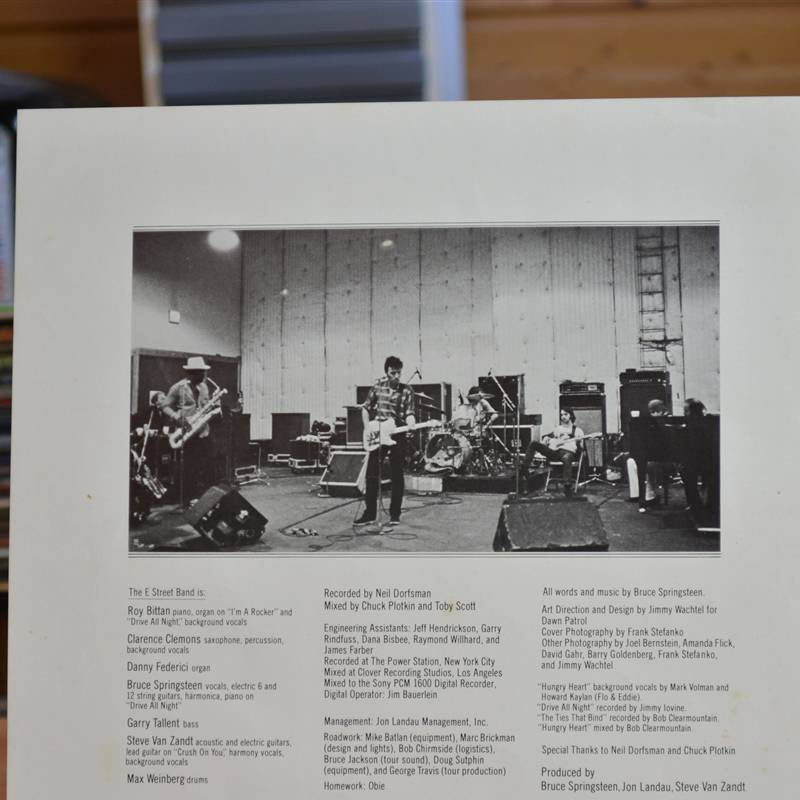 The E Street Band is:
Roy Bittan piano, organ on "I'm A Rocker" and
"Drive All Night," background vocals
Clarence Clemons saxophone, percussion,
background vocals
Danny Federici organ
Bruce Springsteen vocals, electric 6 and
12 string guitars, harmonica, piano on
"Drive All Night"
Garry Tallent bass
Steve Van Zandt acoustic and electric guitars,
lead guitar on "Crush On You," harmony vocals,
background vocals
Max Weinberg drums
Recorded by Neil Dorfsman
Mixed by Chuck Plotkin and Toby Scott
Engineering Assistants: Jeff Hendrickson, Garry
Rindfuss, Dana Bisbee, Raymond Willhard, and
James Farber
Recorded at The Power Station, New York City
Mixed at Clover Recording Studios, Los Angeles
Mixed to the Sony PCM 1600 Digital Recorder,
Digital Operator: Jim Bauerlein
Management: Jon Landau Management, Inc.
Roadwork: Mike Batlan (equipment), Marc Brickman
(design and lights), Bob Chirmside (logistics),
Bruce Jackson (tour sound), Doug Sutphin
(equipment), and George Travis (tour production)
Homework: Obie
All words and music by Bruce Springsteen.
Art Direction and Design by Jimmy Wachtel for
Dawn Patrol
Cover Photography by Frank Stefanko
Other Photography by Joel Bernstein, Amanda Flick,
David Gahr, Barry Goldenberg, Frank Stefanko,
and Jimmy Wachtel
"Hungry Heart" background vocals by Mark Volman and
Howard Kaylan (Flo & Eddie).
"Drive All Night" recorded by Jimmy Iovine.
"The Ties That Bind" recorded by Bob Clearmountain.
"Hungry Heart" mixed by Bob Clearmountain.
Special Thanks to Neil Dorfsman and Chuck Plotkin
Produced by
Bruce Springsteen, Jon Landau, Steve Van Zandt